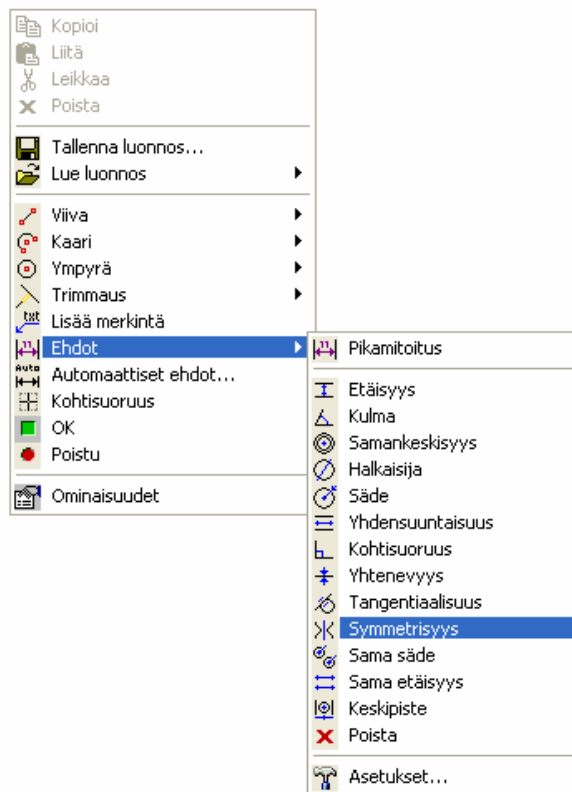 Kopioi
Liitä
Leikkaa
Poista
Tallenna luonnos...
Lue luonnos
Viiva
Kaari
Ympyrä
Trimmaus
txt Lisää merkintä
Ehdot
Auto Automaattiset ehdot...
Kohtisuoruus
OK
Poistu
Ominaisuudet
Pikamitoitus
Etäisyys
Kulma
Samankeskisyys
Halkaisija
Säde
Yhdensuuntaisuus
Kohtisuoruus
Yhtenevyys
Tangentiaalisuus
Symmetrisyys
Sama säde
Sama etäisyys
Keskipiste
Poista
Asetukset...